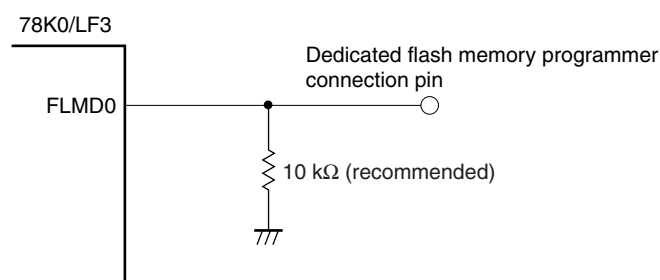 78K0/LF3
Dedicated flash memory programmer
connection pin
FLMD0
10 kΩ (recommended)